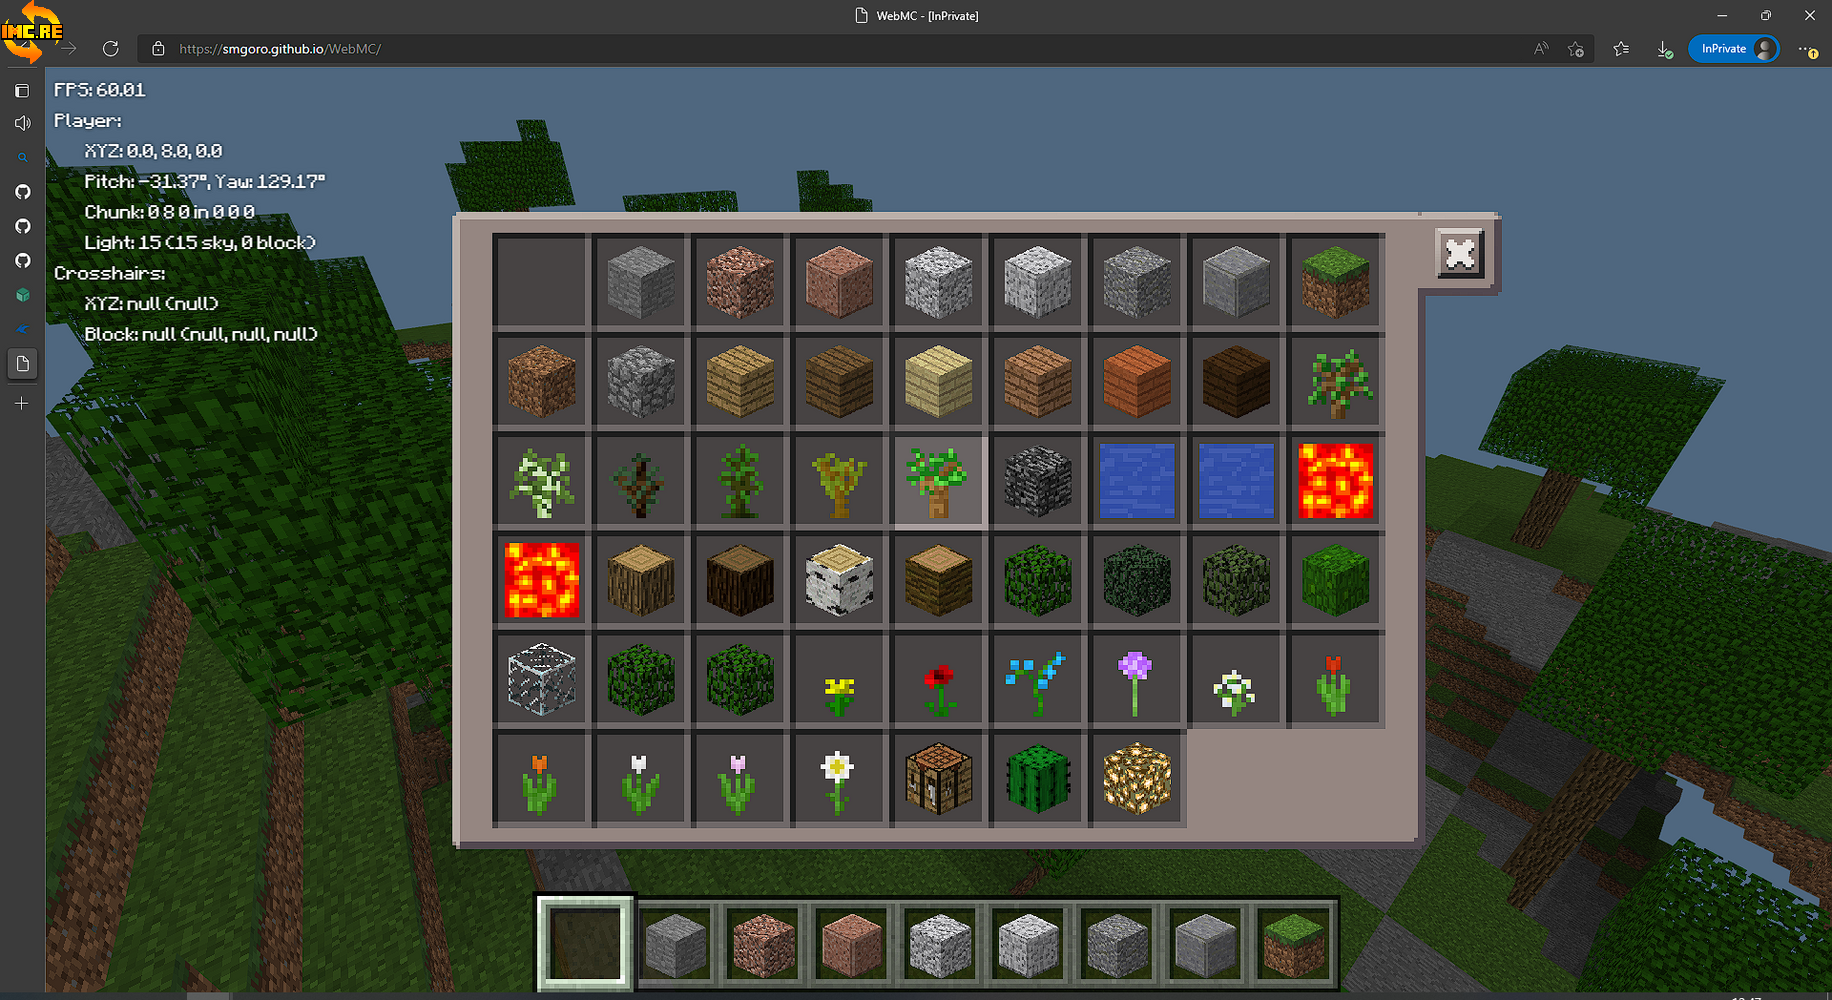 WebMC - [InPrivate]
IMC.RE
https://smgoro.github.io/WebMC/
A
InPrivate
FPS: 60.01
Player:
XYZ: 0.0, 8.0, 0.0
Pitch: -31.37°, Yaw: 129.17°
Chunk: 0 8 0 in 0 0 0
Light: 15 (15 sky, 0 block)
Crosshairs:
XYZ: null (null)
Block: null (null, null, null)